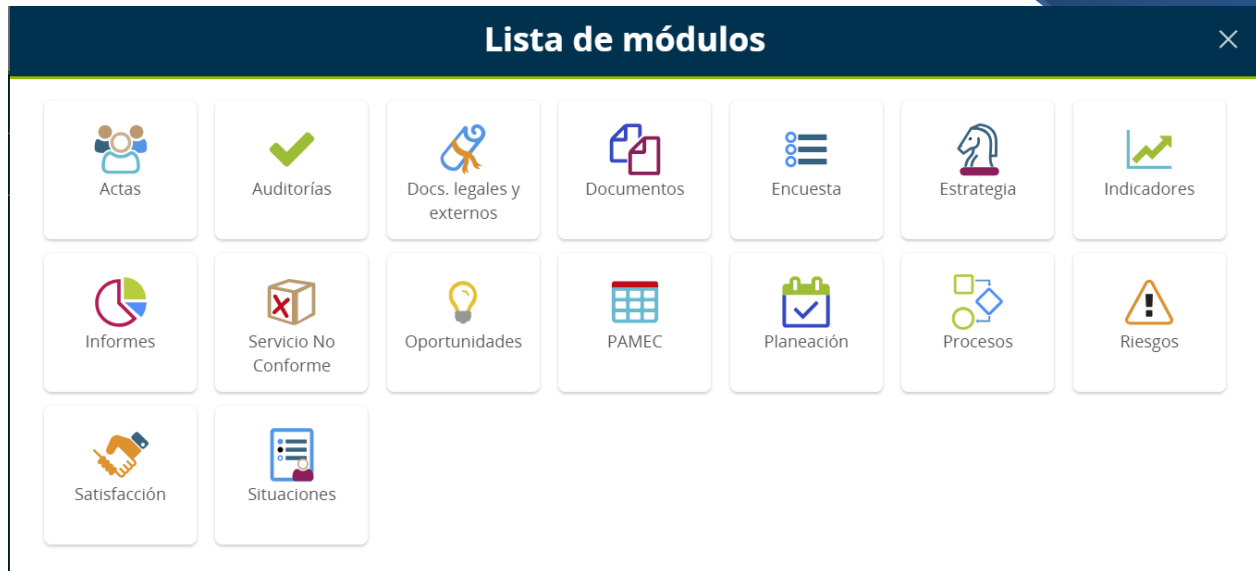 Lista de módulos
Actas
Auditorías
Docs. legales y
externos
Documentos
Encuesta
Estrategia
Indicadores
Informes
Servicio No
Conforme
Oportunidades
PAMEC
Planeación
Procesos
Riesgos
Satisfacción
Situaciones